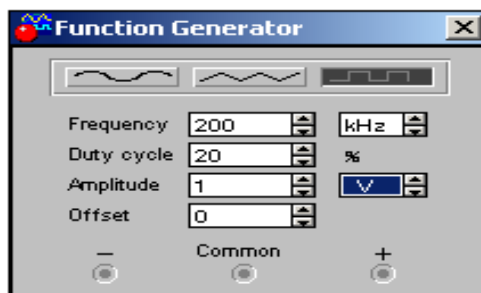 Function Generator
Frequency 200 kHz
Duty cycle 20 %
Amplitude 1 V
Offset 0
− Common +